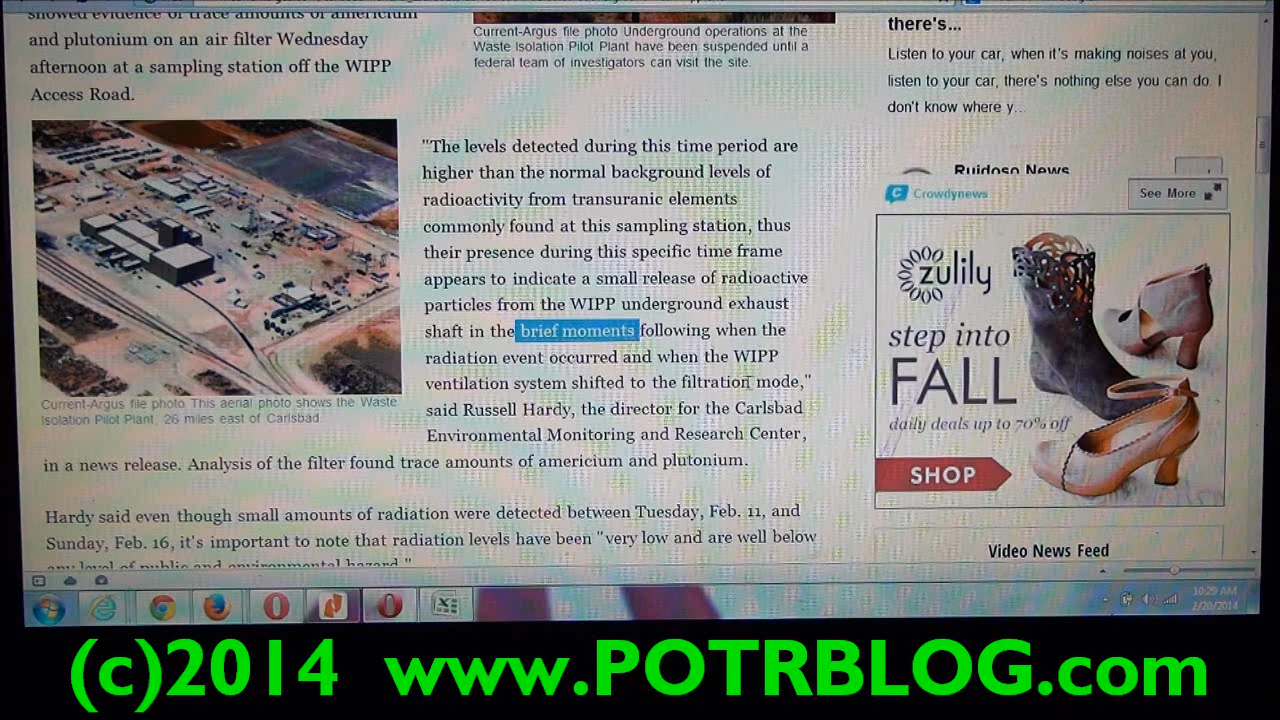 showed evidence of trace amounts of americium
and plutonium on an air filter Wednesday
afternoon at a sampling station off the WIPP
Access Road.
Current-Argus file photo Underground operations at the
Waste Isolation Pilot Plant have been suspended until a
federal team of investigators can visit the site.
Current-Argus file photo This aerial photo shows the Waste
Isolation Pilot Plant, 26 miles east of Carlsbad
"The levels detected during this time period are
higher than the normal background levels of
radioactivity from transuranic elements
commonly found at this sampling station, thus
their presence during this specific time frame
appears to indicate a small release of radioactive
particles from the WIPP underground exhaust
shaft in the brief moments following when the
radiation event occurred and when the WIPP
ventilation system shifted to the filtration mode,"
said Russell Hardy, the director for the Carlsbad
Environmental Monitoring and Research Center,
in a news release. Analysis of the filter found trace amounts of americium and plutonium.
Hardy said even though small amounts of radiation were detected between Tuesday, Feb. 11, and
Sunday, Feb. 16, it's important to note that radiation levels have been "very low and are well below
any level of public and environmental hazard."
there's...
Listen to your car, when it's making noises at you,
listen to your car, there's nothing else you can do. I
don't know where y...
Ruidoso News
Crowdynews
See More
zulily
step into
FALL
daily deals up to 70% off
SHOP
Video News Feed
10:29 AM
2/20/2014
(c)2014 www.POTRBLOG.com